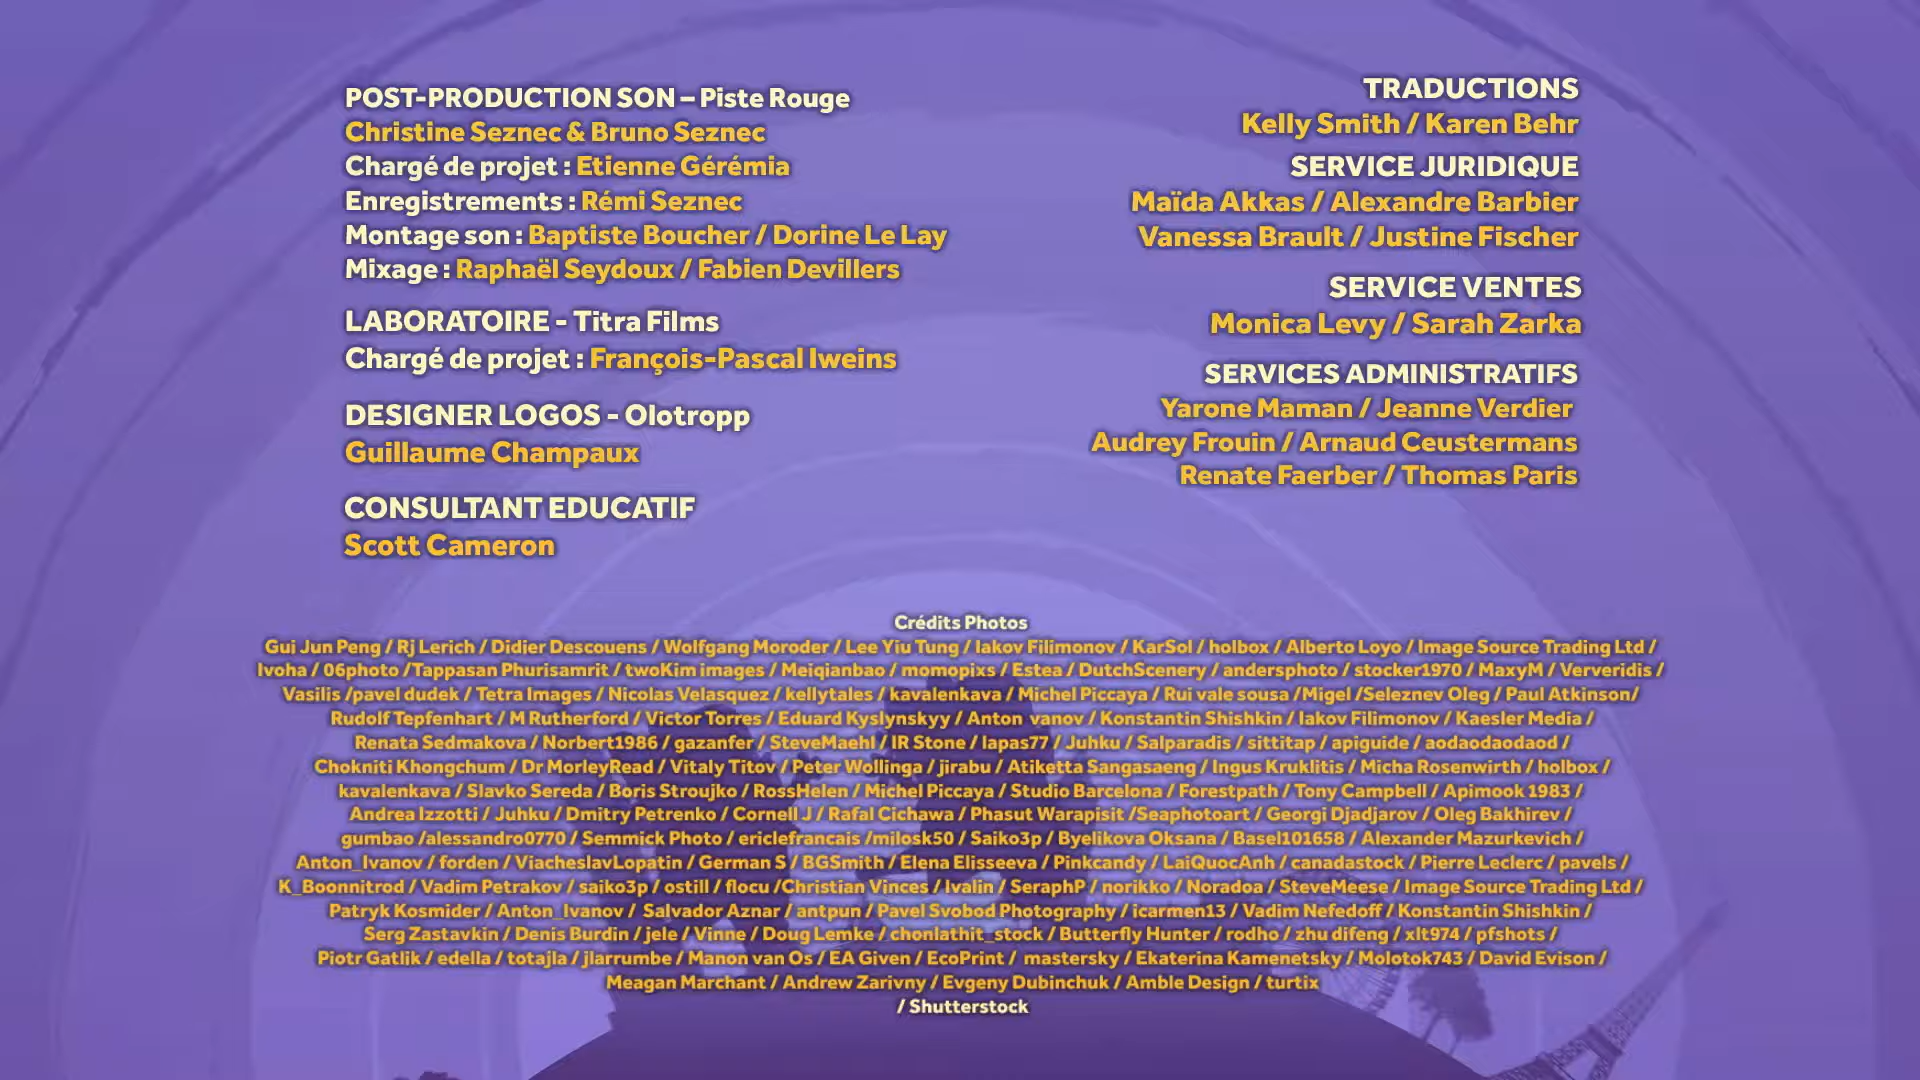 POST-PRODUCTION SON – Piste Rouge
Christine Seznec & Bruno Seznec
Chargé de projet : Etienne Gérémia
Enregistrements : Rémi Seznec
Montage son : Baptiste Boucher / Dorine Le Lay
Mixage : Raphaël Seydoux / Fabien Devillers
LABORATOIRE - Titra Films
Chargé de projet : François-Pascal Iweins
DESIGNER LOGOS - Olotropp
Guillaume Champaux
CONSULTANT EDUCATIF
Scott Cameron
TRADUCTIONS
Kelly Smith / Karen Behr
SERVICE JURIDIQUE
Maïda Akkas / Alexandre Barbier
Vanessa Brault / Justine Fischer
SERVICE VENTES
Monica Levy / Sarah Zarka
SERVICES ADMINISTRATIFS
Yarone Maman / Jeanne Verdier
Audrey Frouin / Arnaud Ceustermans
Renate Faerber / Thomas Paris
Crédits Photos
Gui Jun Peng / Rj Lerich / Didier Descouens / Wolfgang Moroder / Lee Yiu Tung / Iakov Filimonov / KarSol / holbox / Alberto Loyo / Image Source Trading Ltd /
Ivoha / 06photo /Tappasan Phurisamrit / twoKim images / Meiqianbao / momopixs / Estea / DutchScenery / andersphoto / stocker1970 / MaxyM / Ververidis /
Vasilis /pavel dudek / Tetra Images / Nicolas Velasquez / kellytales / kavalenkava / Michel Piccaya / Rui vale sousa /Migel /Seleznev Oleg / Paul Atkinson/
Rudolf Tepfenhart / M Rutherford / Victor Torres / Eduard Kyslynskyy / Anton vanov / Konstantin Shishkin / Iakov Filimonov / Kaesler Media /
Renata Sedmakova / Norbert1986 / gazanfer / SteveMaehl / IR Stone / lapas77 / Juhku / Salparadis / sittitap / apiguide / aodaodaodaod /
Chokniti Khongchum / Dr MorleyRead / Vitaly Titov / Peter Wollinga / jirabu / Atiketta Sangasaeng / Ingus Kruklitis / Micha Rosenwirth / holbox /
kavalenkava / Slavko Sereda / Boris Stroujko / RossHelen / Michel Piccaya / Studio Barcelona / Forestpath / Tony Campbell / Apimook 1983 /
Andrea Izzotti / Juhku / Dmitry Petrenko / Cornell J / Rafal Cichawa / Phasut Warapisit /Seaphotoart / Georgi Djadjarov / Oleg Bakhirev /
gumbao /alessandro0770 / Semmick Photo / ericlefrancais /milosk50 / Saiko3p / Byelikova Oksana / Basel101658 / Alexander Mazurkevich /
Anton_Ivanov / forden / ViacheslavLopatin / German S / BGSmith / Elena Elisseeva / Pinkcandy / LaiQuocAnh / canadastock / Pierre Leclerc / pavels /
K_Boonnitrod / Vadim Petrakov / saiko3p / ostill / flocu /Christian Vinces / Ivalin / SeraphP / norikko / Noradoa / SteveMeese / Image Source Trading Ltd /
Patryk Kosmider / Anton_Ivanov / Salvador Aznar / antpun / Pavel Svobod Photography / icarmen13 / Vadim Nefedoff / Konstantin Shishkin /
Serg Zastavkin / Denis Burdin / jele / Vinne / Doug Lemke / chonlathit_stock / Butterfly Hunter / rodho / zhu difeng / xlt974 / pfshots /
Piotr Gatlik / edella / totajla / jlarrumbe / Manon van Os / EA Given / EcoPrint / mastersky / Ekaterina Kamenetsky / Molotok743 / David Evison /
Meagan Marchant / Andrew Zarivny / Evgeny Dubinchuk / Amble Design / turtix
/ Shutterstock